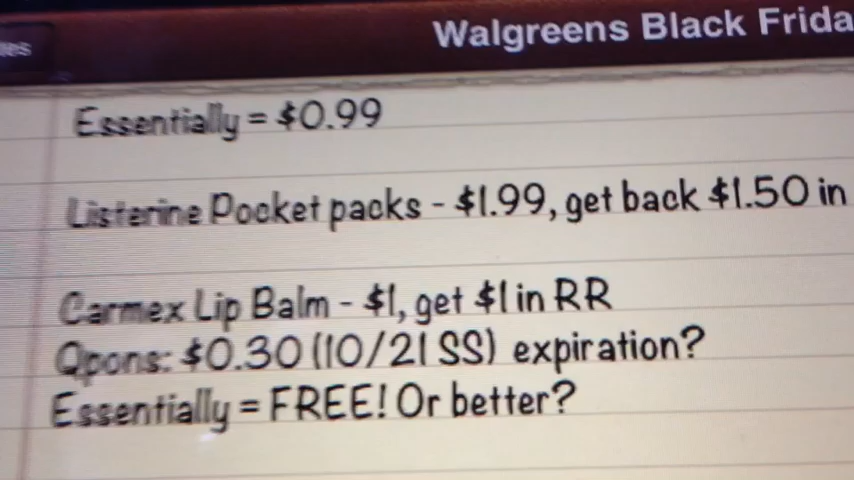 Walgreens Black Frida
tes
Essentially = $0.99
Listerine Pocket packs - $1.99, get back $1.50 in
Carmex Lip Balm - $1, get $1 in RR
Qpons: $0.30 (10/21 SS) expiration?
Essentially = FREE! Or better?